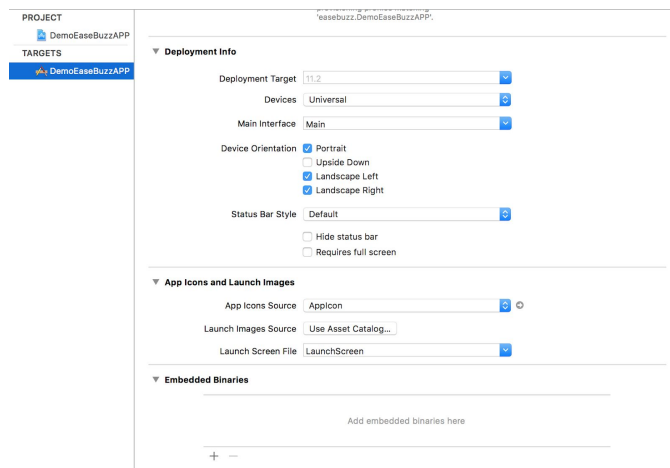 PROJECT
DemoEaseBuzzAPP
TARGETS
DemoEaseBuzzAPP
provisioning profiles matching
'easebuzz.DemoEaseBuzzAPP'.
Deployment Info
Deployment Target 11.2
Devices Universal
Main Interface Main
Device Orientation Portrait
Upside Down
Landscape Left
Landscape Right
Status Bar Style Default
Hide status bar
Requires full screen
App Icons and Launch Images
App Icons Source AppIcon
Launch Images Source Use Asset Catalog...
Launch Screen File LaunchScreen
Embedded Binaries
Add embedded binaries here
+ −